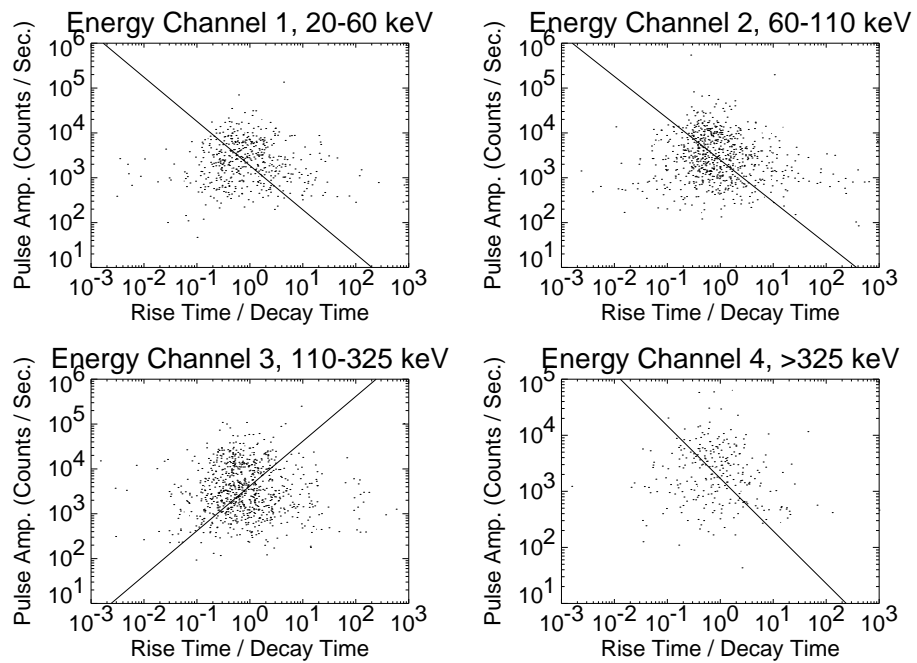 Energy Channel 1, 20-60 keV
Pulse Amp. (Counts / Sec.)
10^6
10^5
10^4
10^3
10^2
10^1
10^-3 10^-2 10^-1 10^0 10^1 10^2 10^3
Rise Time / Decay Time
Energy Channel 2, 60-110 keV
Pulse Amp. (Counts / Sec.)
10^6
10^5
10^4
10^3
10^2
10^1
10^-3 10^-2 10^-1 10^0 10^1 10^2 10^3
Rise Time / Decay Time
Energy Channel 3, 110-325 keV
Pulse Amp. (Counts / Sec.)
10^6
10^5
10^4
10^3
10^2
10^1
10^-3 10^-2 10^-1 10^0 10^1 10^2 10^3
Rise Time / Decay Time
Energy Channel 4, >325 keV
Pulse Amp. (Counts / Sec.)
10^5
10^4
10^3
10^2
10^1
10^-3 10^-2 10^-1 10^0 10^1 10^2 10^3
Rise Time / Decay Time